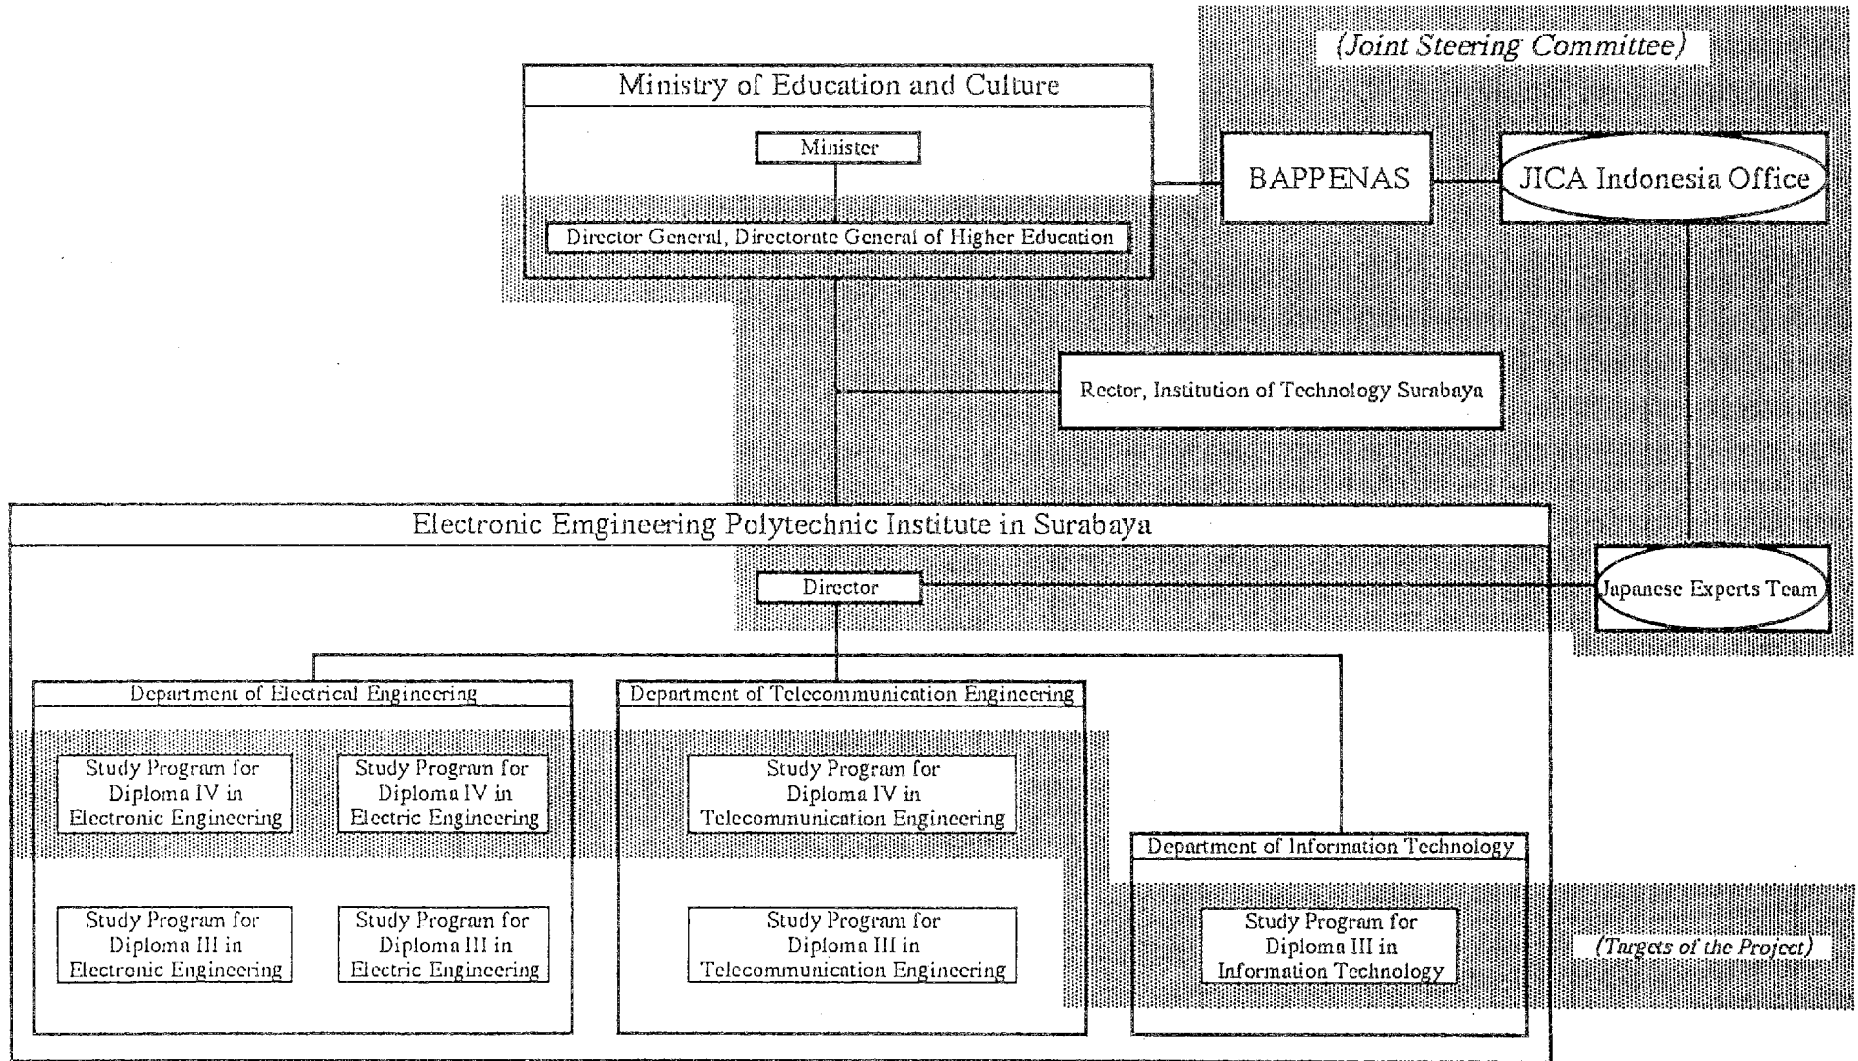 (Joint Steering Committee)
Ministry of Education and Culture
Minister
BAPPENAS
JICA Indonesia Office
Director General, Directorate General of Higher Education
Rector, Institution of Technology Surabaya
Electronic Emgineering Polytechnic Institute in Surabaya
Director
Japanese Experts Team
Department of Electrical Engineering
Study Program for
Diploma IV in
Electronic Engineering
Study Program for
Diploma IV in
Electric Engineering
Study Program for
Diploma III in
Electronic Engineering
Study Program for
Diploma III in
Electric Engineering
Department of Telecommunication Engineering
Study Program for
Diploma IV in
Telecommunication Engineering
Study Program for
Diploma III in
Telecommunication Engineering
Department of Information Technology
Study Program for
Diploma III in
Information Technology
(Targets of the Project)